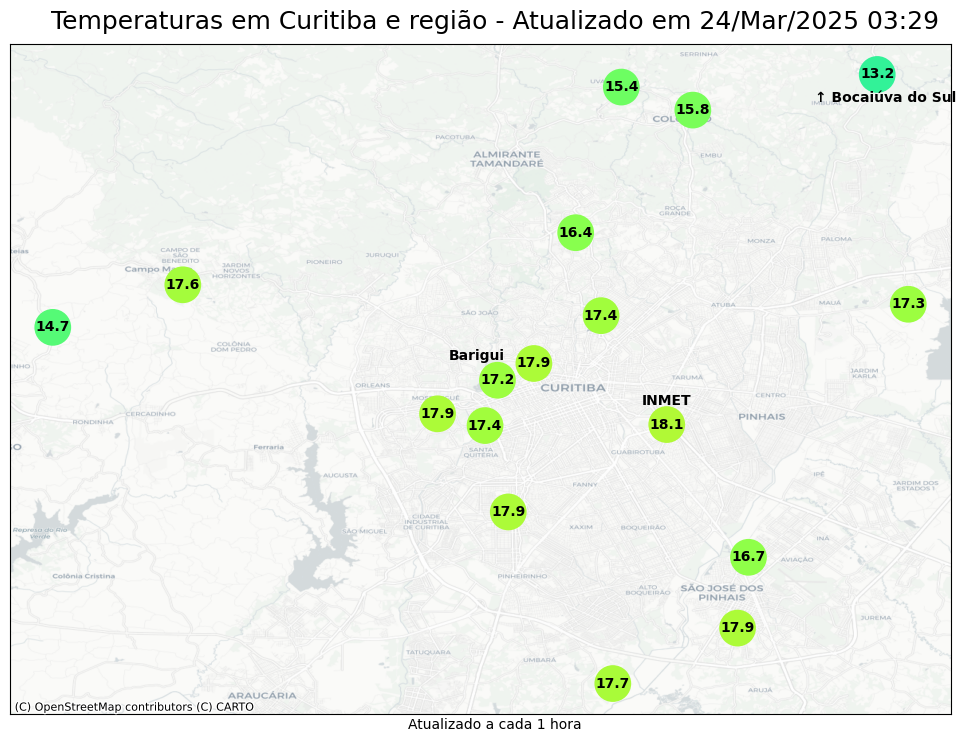 Temperaturas em Curitiba e região - Atualizado em 24/Mar/2025 03:29
SERRINHA
13.2
15.4
↑ Bocaiúva do Sul
15.8
PACOTUBA
ALMIRANTE
TAMANDARÉ
EMBU
ROÇA
GRANDE
16.4
MONZA
PALOMA
CAMPO DE
SÃO
BENEDITO
JURUQUI
PIONEIRO
JARDIM
NOVOS
HORIZONTES
17.6
17.3
ATUBA
MAUÁ
SÃO JOÃO
17.4
14.7
COLÔNIA
DOM PEDRO
Barigui
17.9
17.2
JARDIM
KARLA
TARUMÃ
ORLEANS
CURITIBA
CENTRO
INMET
17.9
CERCADINHO
PINHAIS
RONDINHA
17.4
18.1
Ferraria
SANTA
QUITÉRIA
GUABIROTUBA
AUGUSTA
IPÊ
FANNY
JARDIM DOS
ESTADOS I
17.9
CIDADE
INDUSTRIAL
DE CURITIBA
SÃO MIGUEL
XAXIM
BOQUEIRÃO
Represa do Rio
Verde
INÁ
16.7
AVIAÇÃO
Colônia Cristina
PINHEIRINHO
ALTO
BOQUEIRÃO
SÃO JOSÉ DOS
PINHAIS
JUREMA
17.9
TATUQUARA
UMBARÁ
17.7
ARUJÁ
ARAUCÁRIA
(C) OpenStreetMap contributors (C) CARTO
Atualizado a cada 1 hora